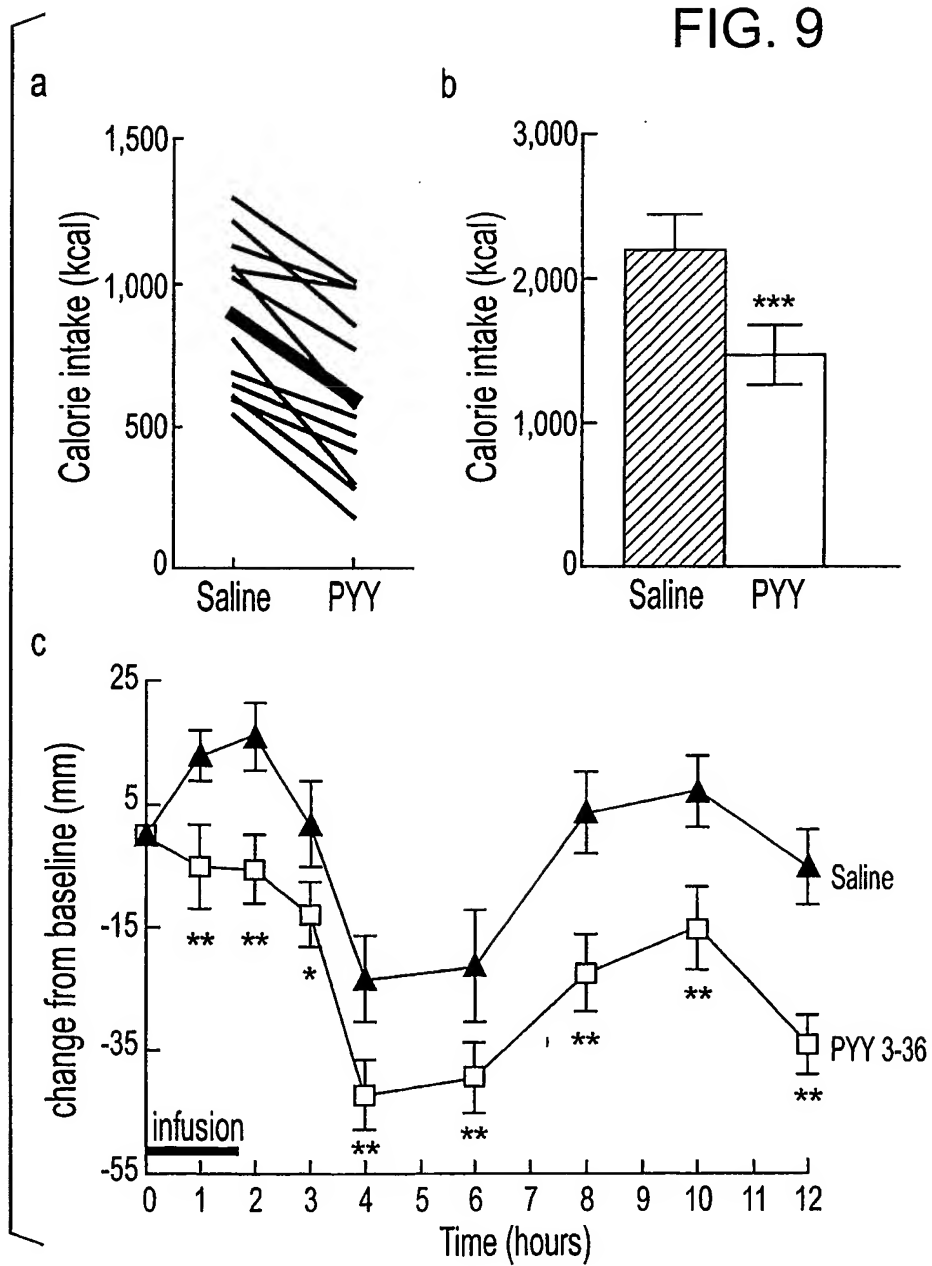 FIG. 9
a
Calorie intake (kcal)
1,500
1,000
500
0
Saline PYY
b
Calorie intake (kcal)
3,000
2,000
1,000
0
***
Saline PYY
c
change from baseline (mm)
25
5
-15
-35
-55
Saline
PYY 3-36
** ** * ** ** ** ** **
infusion
0 1 2 3 4 5 6 7 8 9 10 11 12
Time (hours)